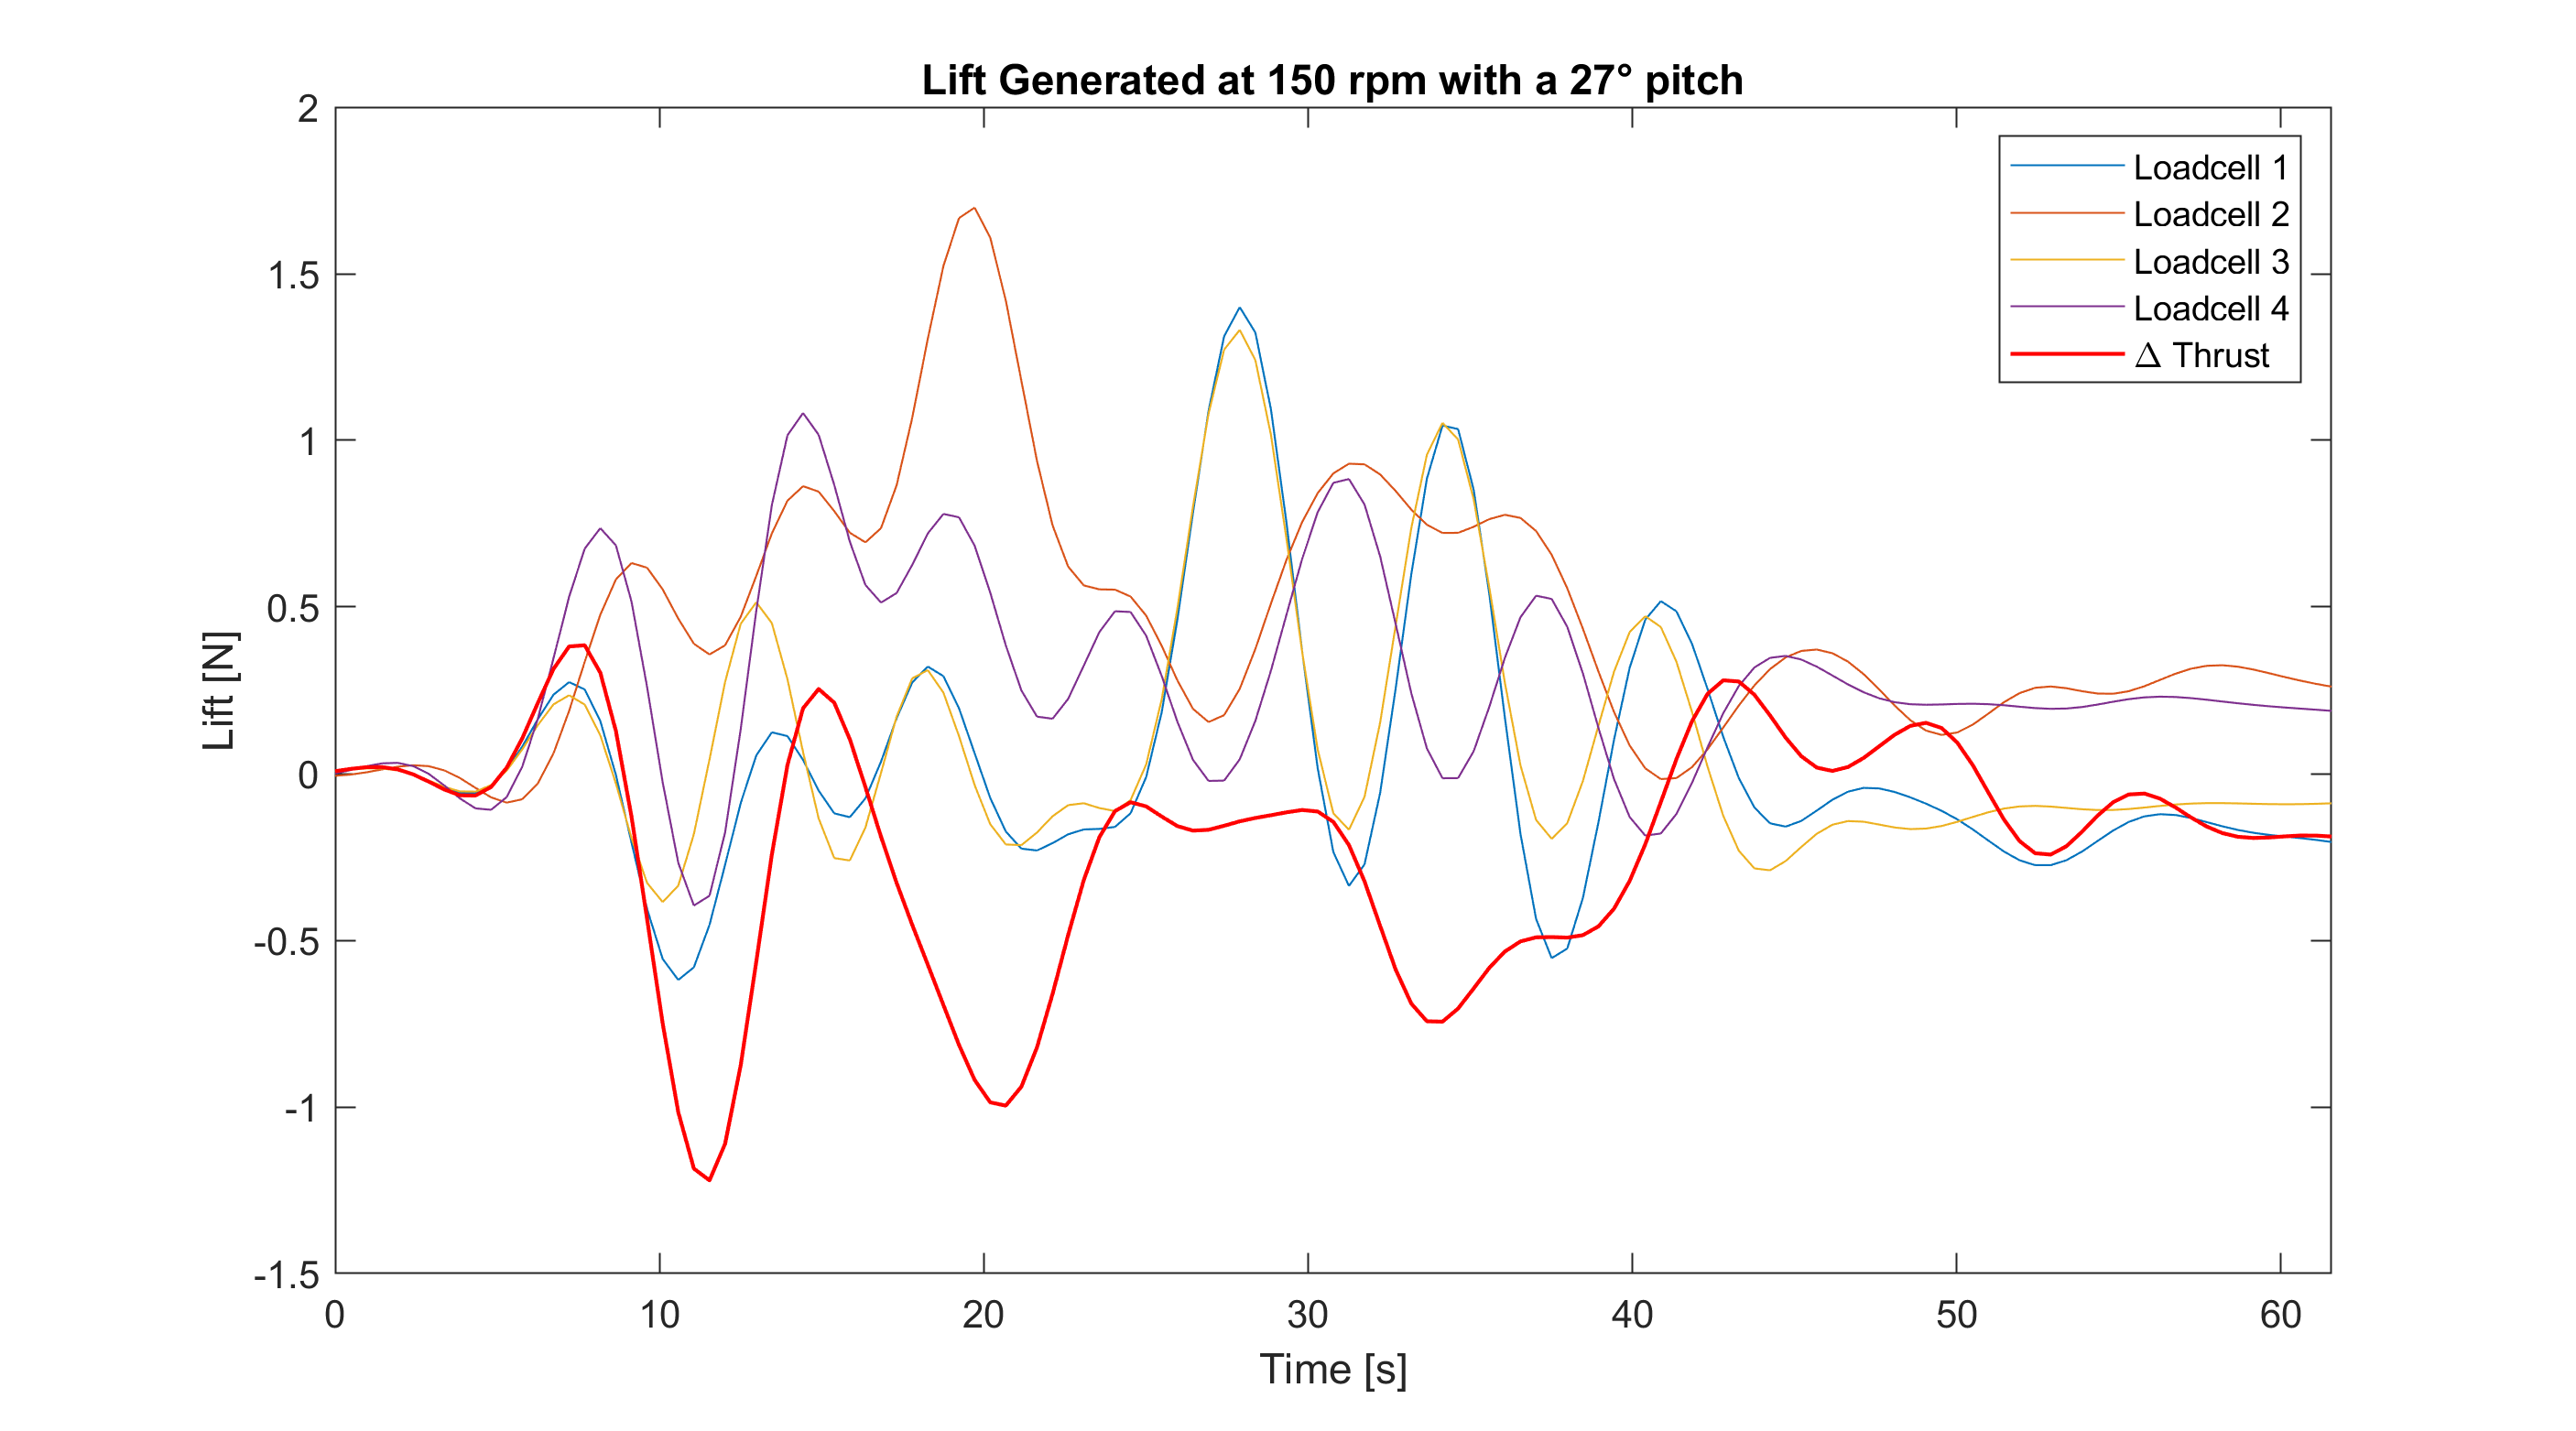 Lift Generated at 150 rpm with a 27° pitch
2
1.5
1
0.5
0
-0.5
-1
-1.5
Lift [N]
0 10 20 30 40 50 60
Time [s]
Loadcell 1
Loadcell 2
Loadcell 3
Loadcell 4
Δ Thrust